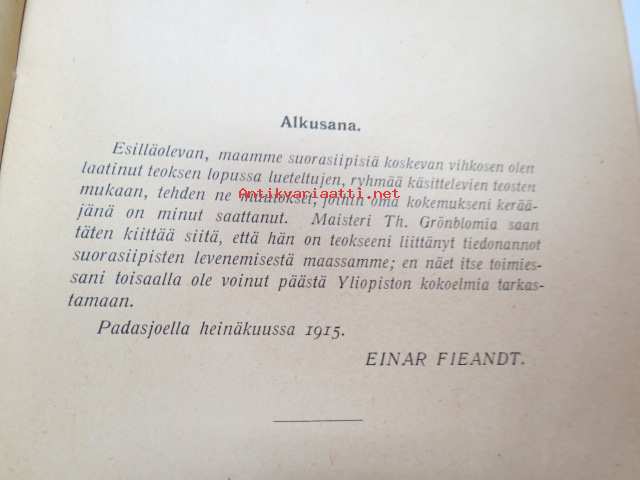 Alkusana.
Esilläolevan, maamme suorasiipisiä koskevan vihkosen olen
laatinut teoksen lopussa lueteltujen, ryhmää käsittelevien teosten
mukaan, tehden ne muutokset, joihin oma kokemukseni kerää-
Antikvariaatti.net
jänä on minut saattanut. Maisteri Th. Grönblomia saan
täten kiittää siitä, että hän on teokseeni liittänyt tiedonannot
suorasiipisten levenemisestä maassamme; en näet itse toimies-
sani toisaalla ole voinut päästä Yliopiston kokoelmia tarkas-
tamaan.
Padasjoella heinäkuussa 1915.
EINAR FIEANDT.